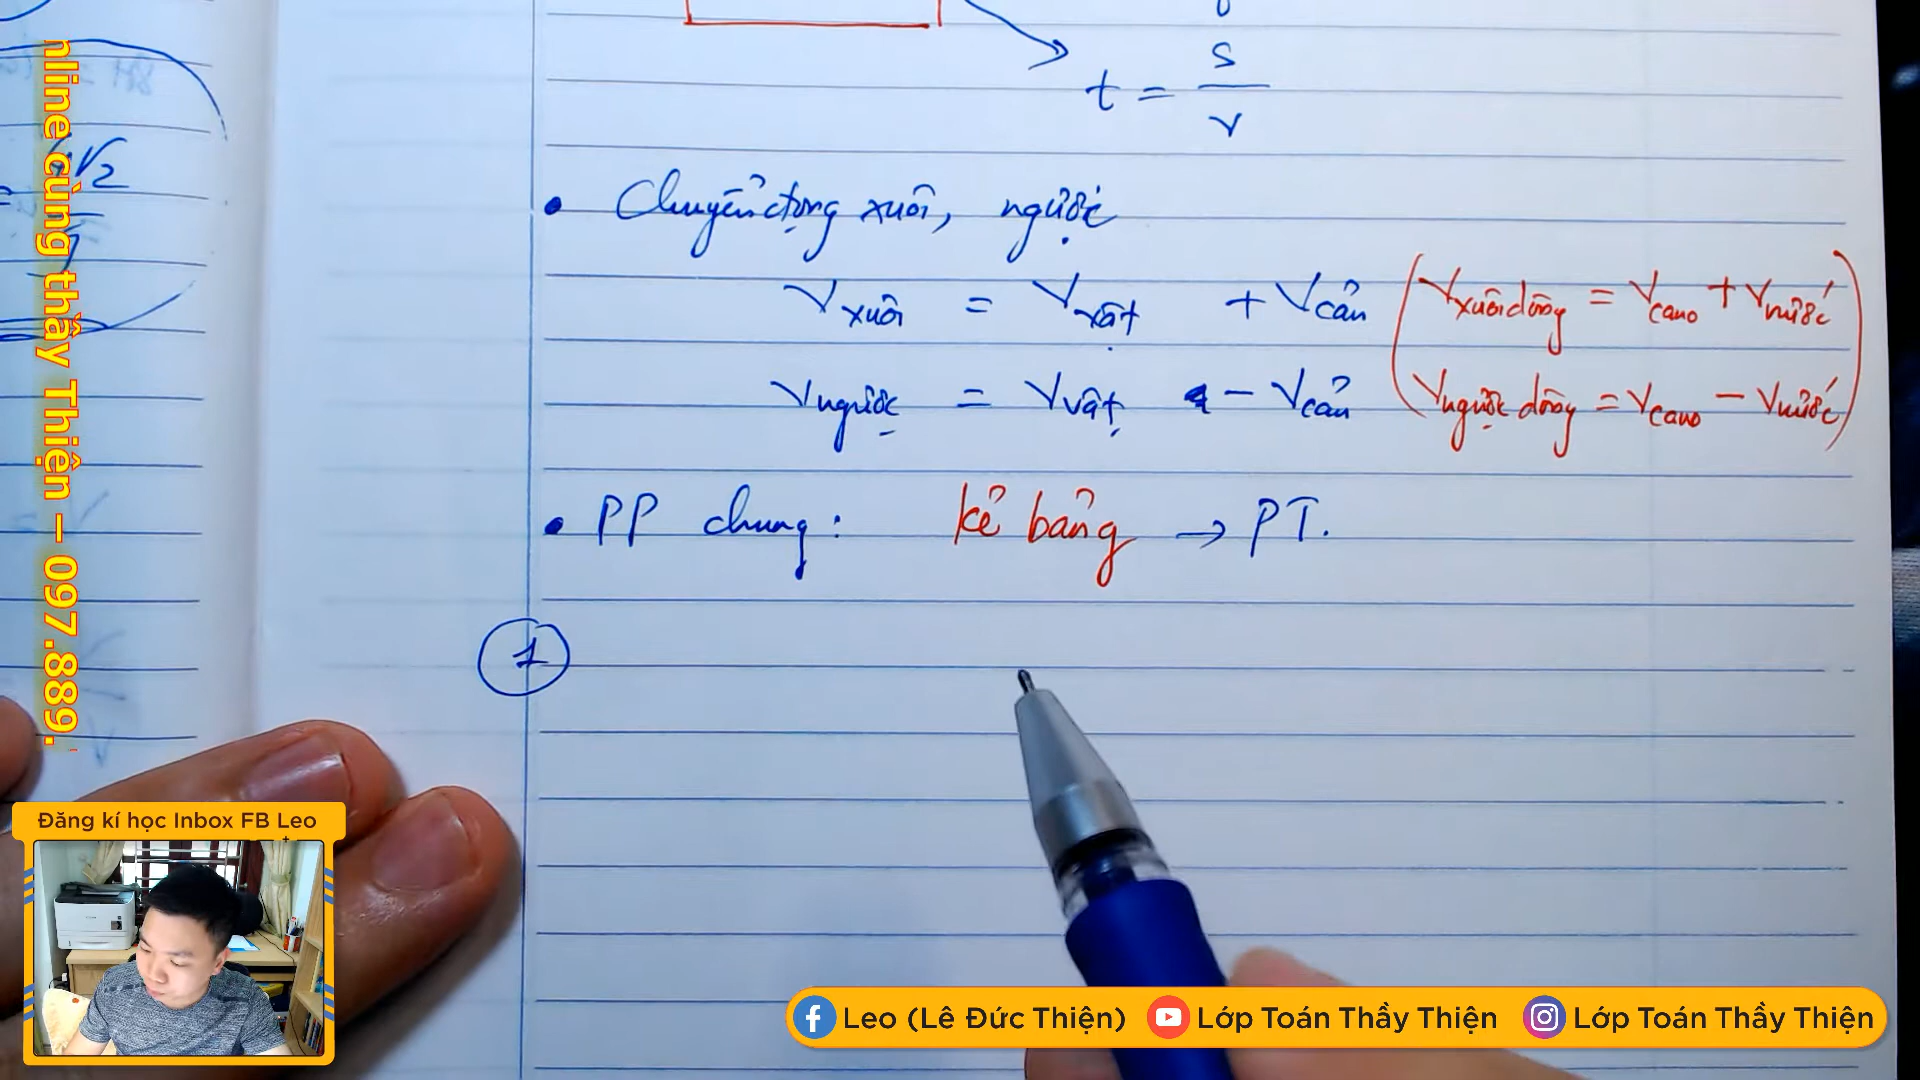 t = s / v
• Chuyển động xuôi, ngược
V xuôi = V vật + V cản (V xuôi dòng = V cano + V nước)
V ngược = V vật - V cản (V ngược dòng = V cano - V nước)
• PP chung: kẻ bảng → PT.
1
nline cùng thầy Thiện – 097.889.
√2
Đăng kí học Inbox FB Leo
Leo (Lê Đức Thiện) Lớp Toán Thầy Thiện Lớp Toán Thầy Thiện